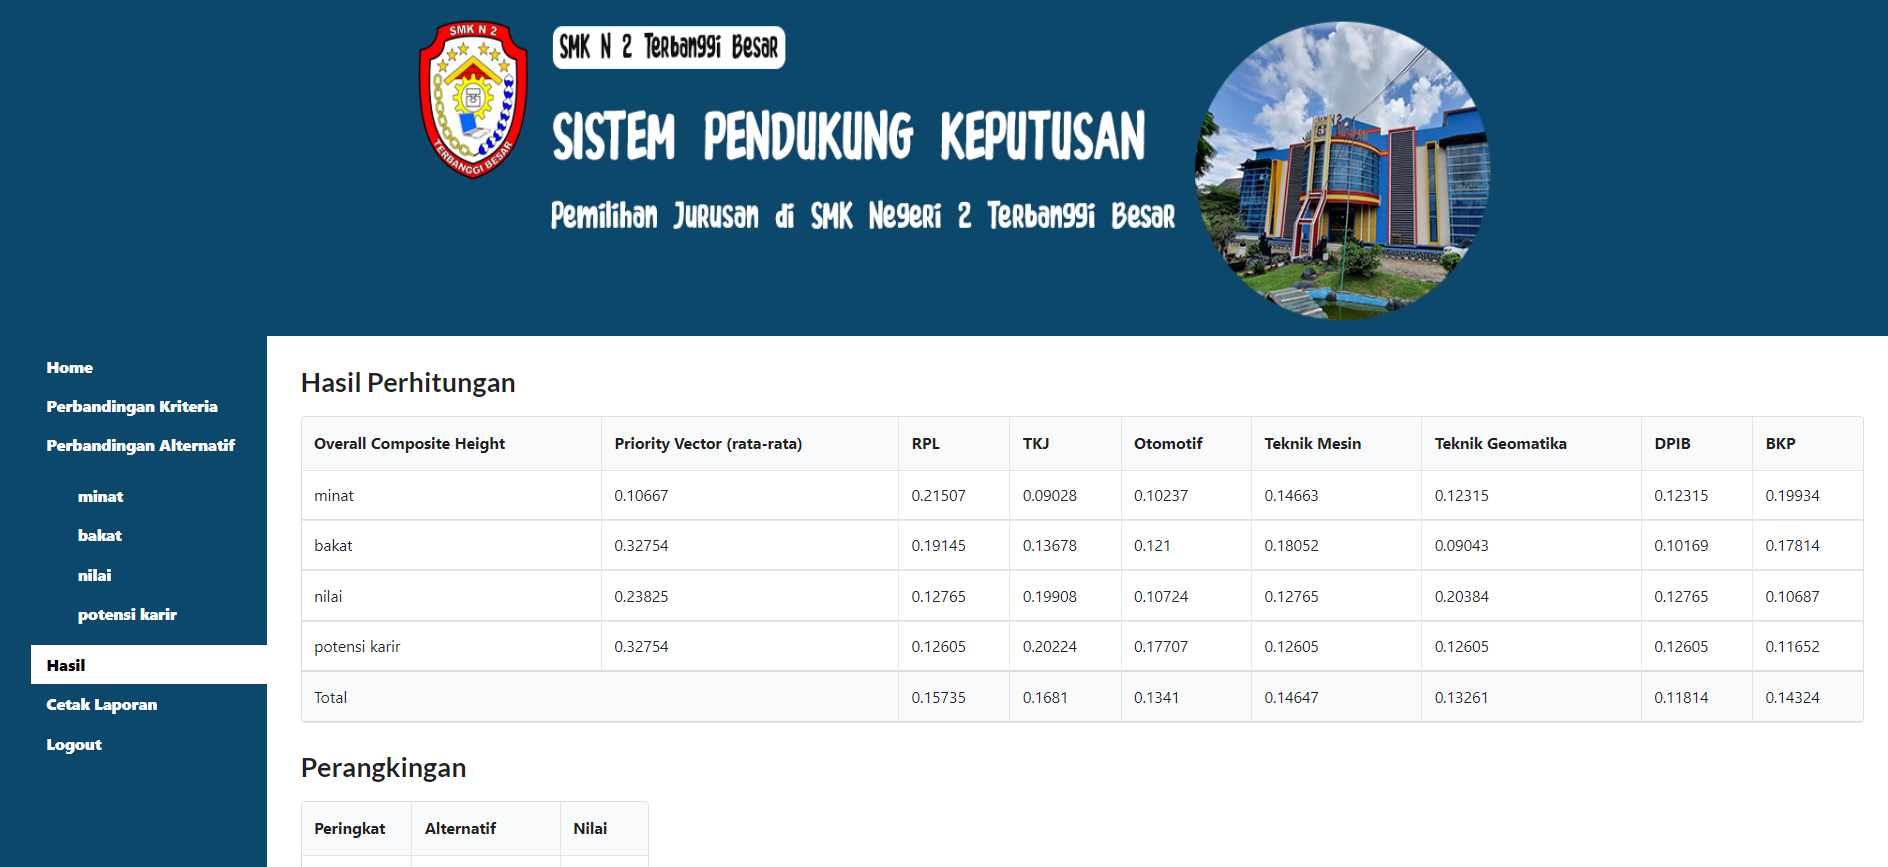 SMK N 2
TERBANGGI BESAR
SMK N 2 Terbanggi Besar
SISTEM PENDUKUNG KEPUTUSAN
Pemilihan Jurusan di SMK Negeri 2 Terbanggi Besar
Home
Perbandingan Kriteria
Perbandingan Alternatif
minat
bakat
nilai
potensi karir
Hasil
Cetak Laporan
Logout
Hasil Perhitungan
Overall Composite Height Priority Vector (rata-rata) RPL TKJ Otomotif Teknik Mesin Teknik Geomatika DPIB BKP
minat 0.10667 0.21507 0.09028 0.10237 0.14663 0.12315 0.12315 0.19934
bakat 0.32754 0.19145 0.13678 0.121 0.18052 0.09043 0.10169 0.17814
nilai 0.23825 0.12765 0.19908 0.10724 0.12765 0.20384 0.12765 0.10687
potensi karir 0.32754 0.12605 0.20224 0.17707 0.12605 0.12605 0.12605 0.11652
Total 0.15735 0.1681 0.1341 0.14647 0.13261 0.11814 0.14324
Perangkingan
Peringkat Alternatif Nilai